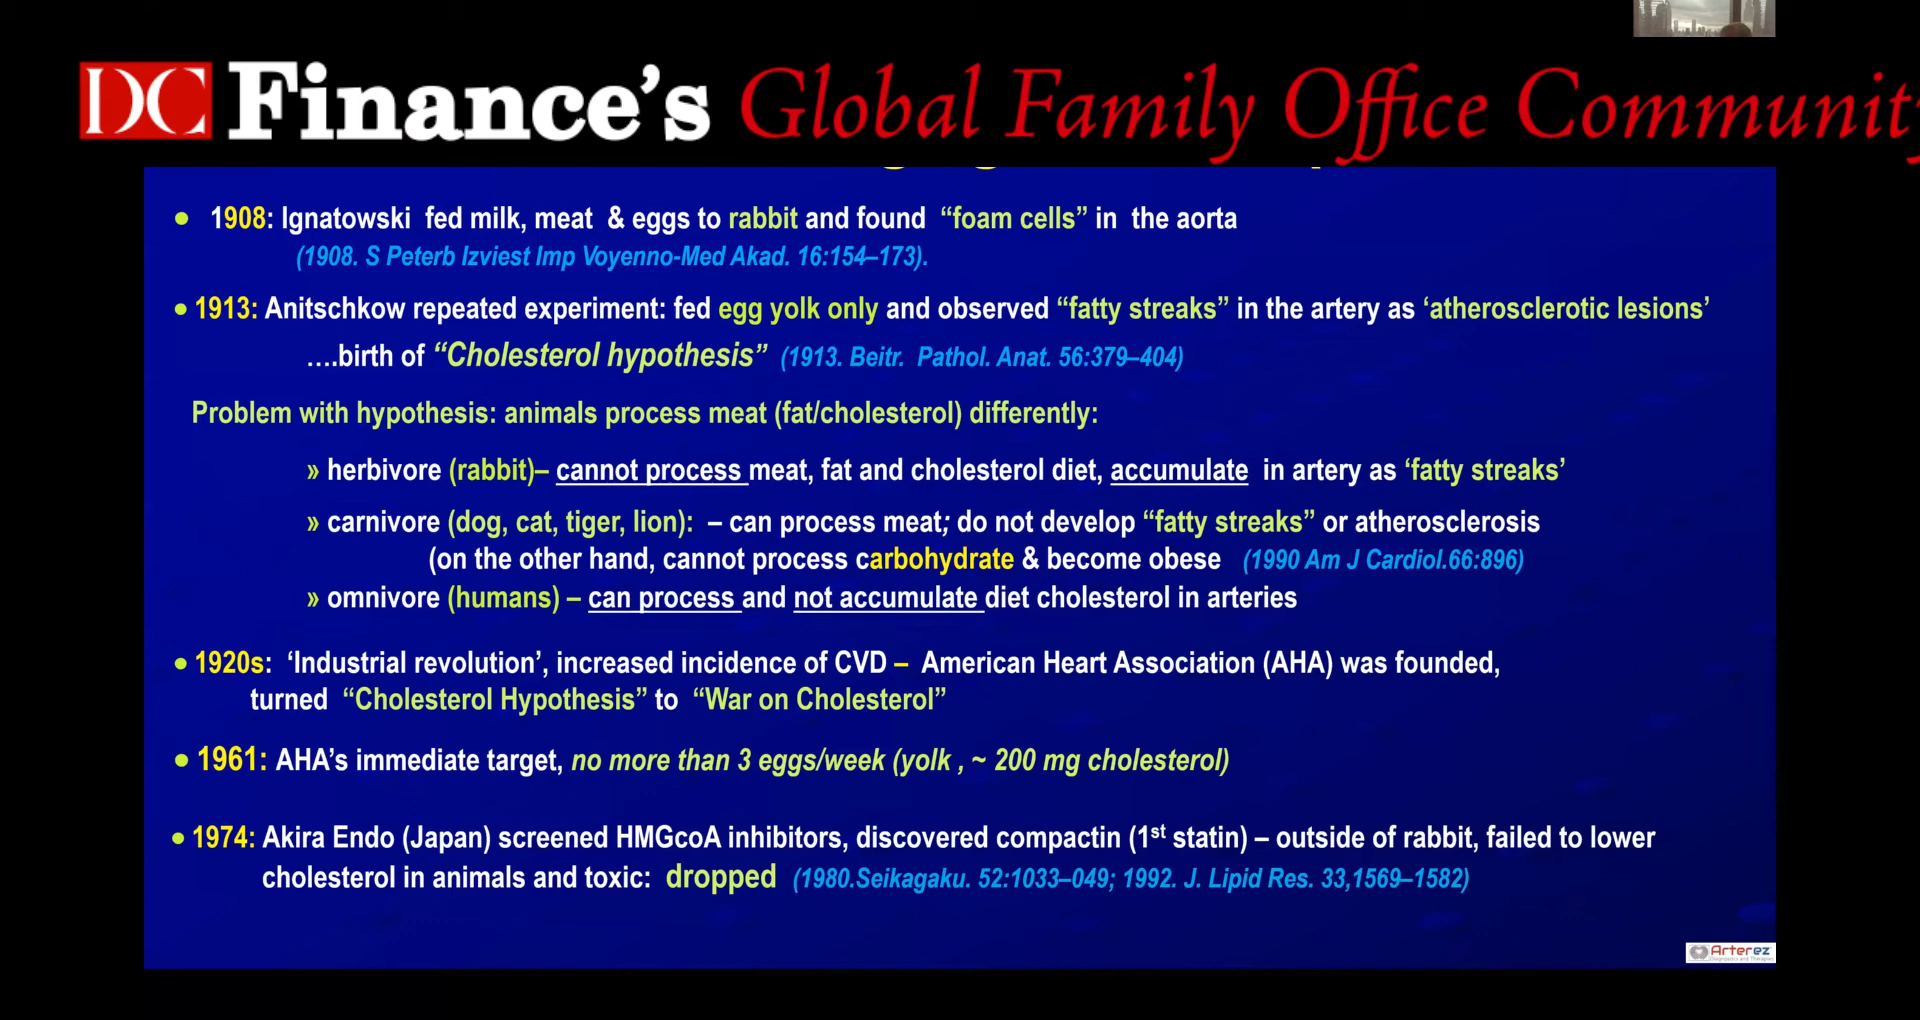 DC Finance's Global Family Office Community
• 1908: Ignatowski fed milk, meat & eggs to rabbit and found “foam cells” in the aorta
(1908. S Peterb Izviest Imp Voyenno-Med Akad. 16:154–173).
• 1913: Anitschkow repeated experiment: fed egg yolk only and observed “fatty streaks” in the artery as ‘atherosclerotic lesions’
....birth of “Cholesterol hypothesis” (1913. Beitr. Pathol. Anat. 56:379–404)
Problem with hypothesis: animals process meat (fat/cholesterol) differently:
» herbivore (rabbit)– cannot process meat, fat and cholesterol diet, accumulate in artery as ‘fatty streaks’
» carnivore (dog, cat, tiger, lion): – can process meat; do not develop “fatty streaks” or atherosclerosis
(on the other hand, cannot process carbohydrate & become obese (1990 Am J Cardiol.66:896)
» omnivore (humans) – can process and not accumulate diet cholesterol in arteries
• 1920s: ‘Industrial revolution’, increased incidence of CVD – American Heart Association (AHA) was founded,
turned “Cholesterol Hypothesis” to “War on Cholesterol”
• 1961: AHA’s immediate target, no more than 3 eggs/week (yolk , ~ 200 mg cholesterol)
• 1974: Akira Endo (Japan) screened HMGcoA inhibitors, discovered compactin (1st statin) – outside of rabbit, failed to lower
cholesterol in animals and toxic: dropped (1980.Seikagaku. 52:1033–049; 1992. J. Lipid Res. 33,1569–1582)
Arterez
Diagnostics and Therapies